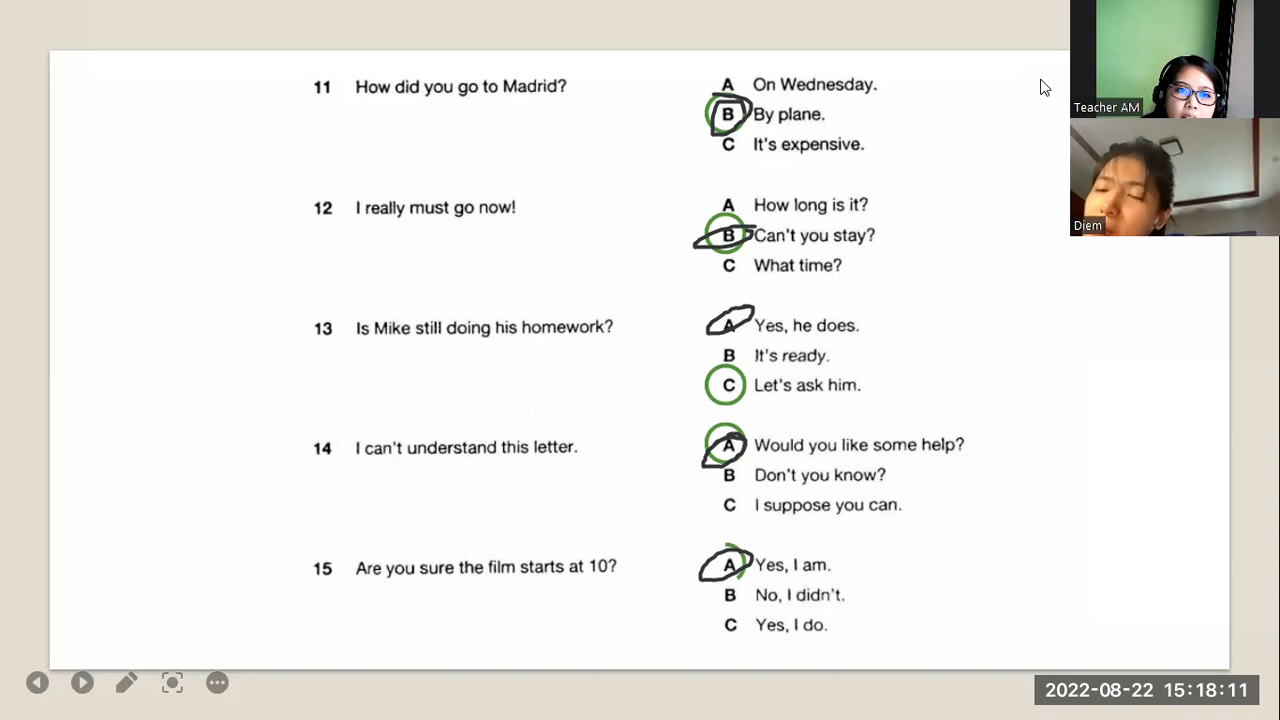 11 How did you go to Madrid?
A On Wednesday.
B By plane.
C It's expensive.
12 I really must go now!
A How long is it?
B Can't you stay?
C What time?
13 Is Mike still doing his homework?
A Yes, he does.
B It's ready.
C Let's ask him.
14 I can't understand this letter.
A Would you like some help?
B Don't you know?
C I suppose you can.
15 Are you sure the film starts at 10?
A Yes, I am.
B No, I didn't.
C Yes, I do.
Teacher AM
Diem
2022-08-22 15:18:11